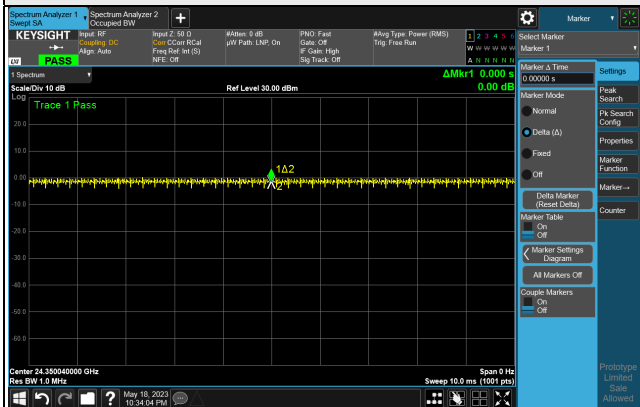 Spectrum Analyzer 1
Swept SA
Spectrum Analyzer 2
Occupied BW
Marker
KEYSIGHT
Input: RF
Coupling: DC
Align: Auto
Input Z: 50 Ω
Corr CCorr RCal
Freq Ref: Int (S)
NFE: Off
#Atten: 0 dB
µW Path: LNP, On
PNO: Fast
Gate: Off
IF Gain: High
Sig Track: Off
#Avg Type: Power (RMS)
Trig: Free Run
1 2 3 4 5 6
W W W W W W
A N N N N N
LXI
PASS
Select Marker
Marker 1
1 Spectrum
ΔMkr1 0.000 s
0.00 dB
Scale/Div 10 dB
Ref Level 30.00 dBm
Log
Trace 1 Pass
20.0
10.0
0.00
-10.0
-20.0
-30.0
-40.0
-50.0
-60.0
1Δ2
2
Center 24.350040000 GHz
Res BW 1.0 MHz
Span 0 Hz
Sweep 10.0 ms (1001 pts)
Marker Δ Time
0.00000 s
Marker Mode
Normal
Delta (Δ)
Fixed
Off
Delta Marker
(Reset Delta)
Marker Table
On
Off
Marker Settings
Diagram
All Markers Off
Couple Markers
On
Off
Settings
Peak
Search
Pk Search
Config
Properties
Marker
Function
Marker→
Counter
Prototype
Limited
Sale
Allowed
May 18, 2023
10:34:04 PM